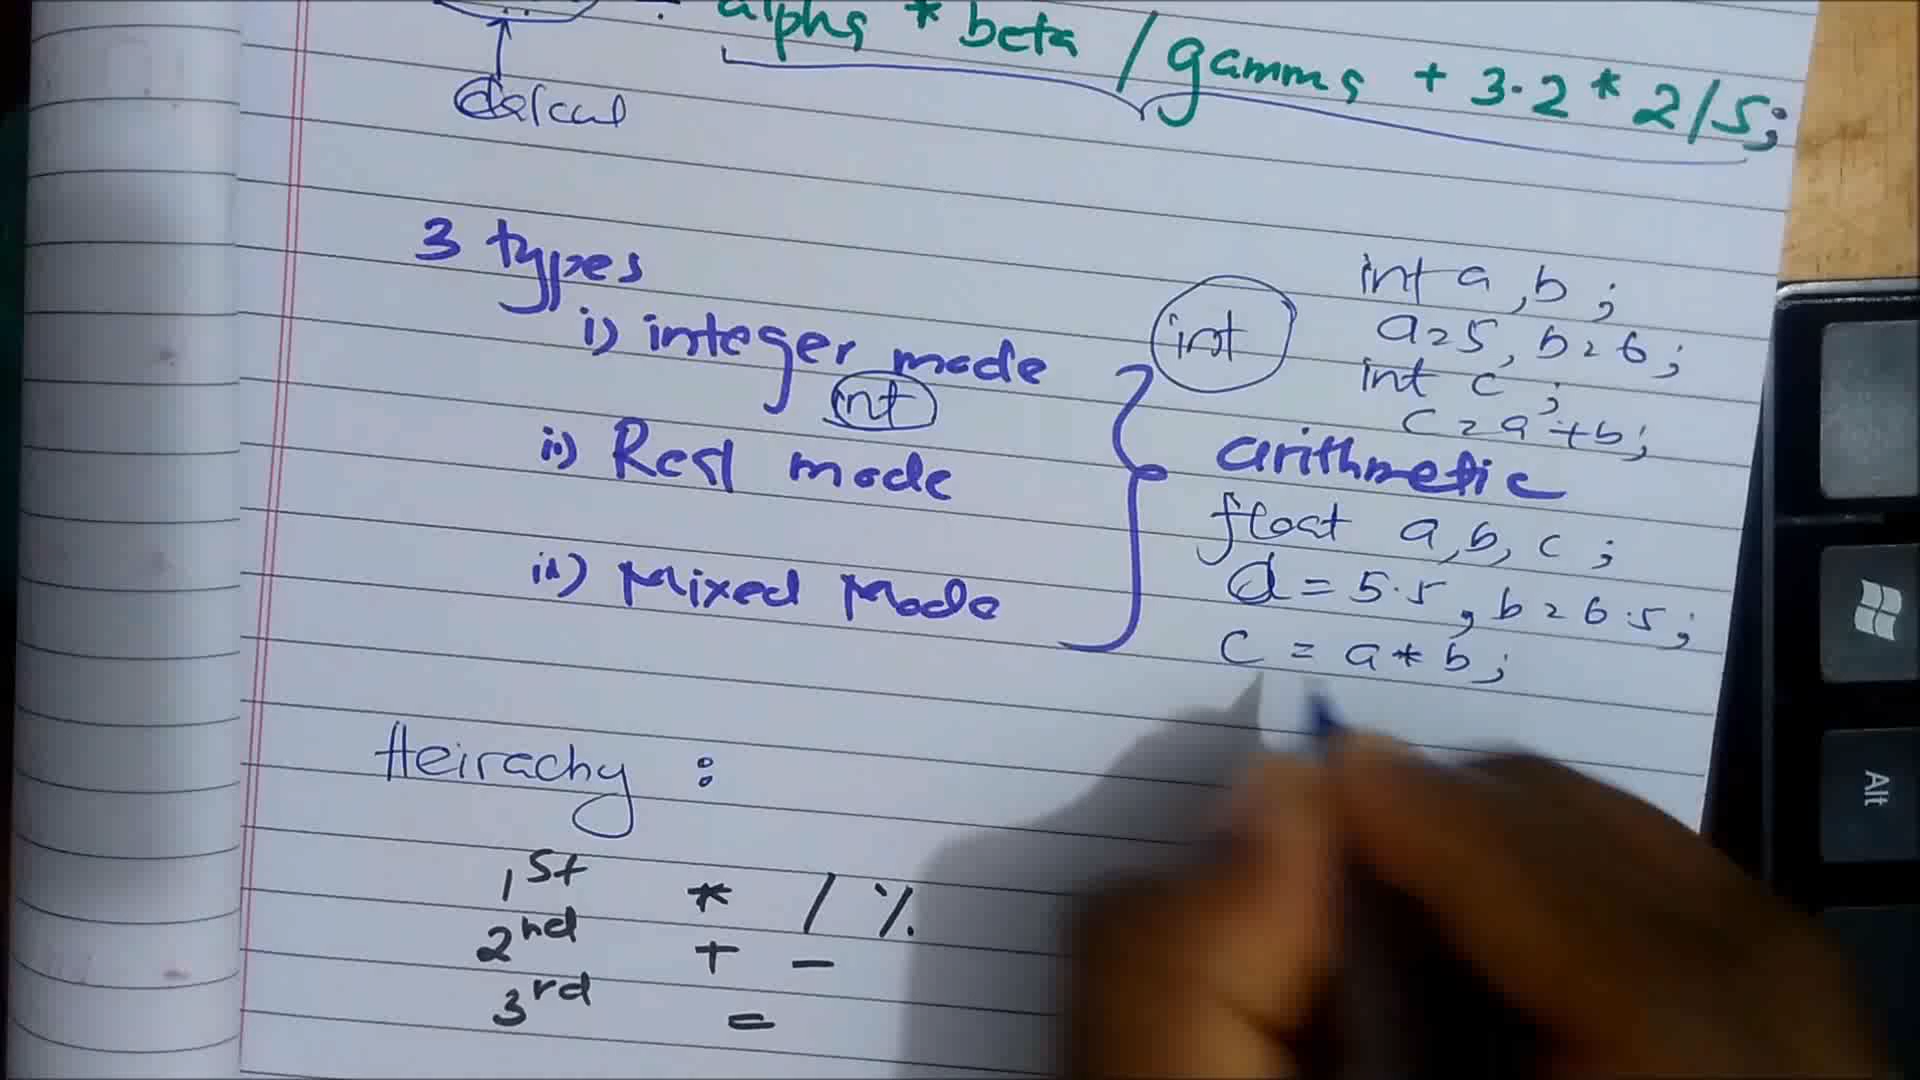 alpha * beta / gamma + 3.2 * 2/5;
3 types
i) integer mode
int
ii) Real mode
iii) Mixed Mode
int
int a, b ;
a=5, b=6;
int c ;
c = a+b;
arithmetic
float a, b, c ;
a = 5.5, b=6.5;
c = a * b;
Heirachy :
1st * / %
2nd + -
3rd =
Alt